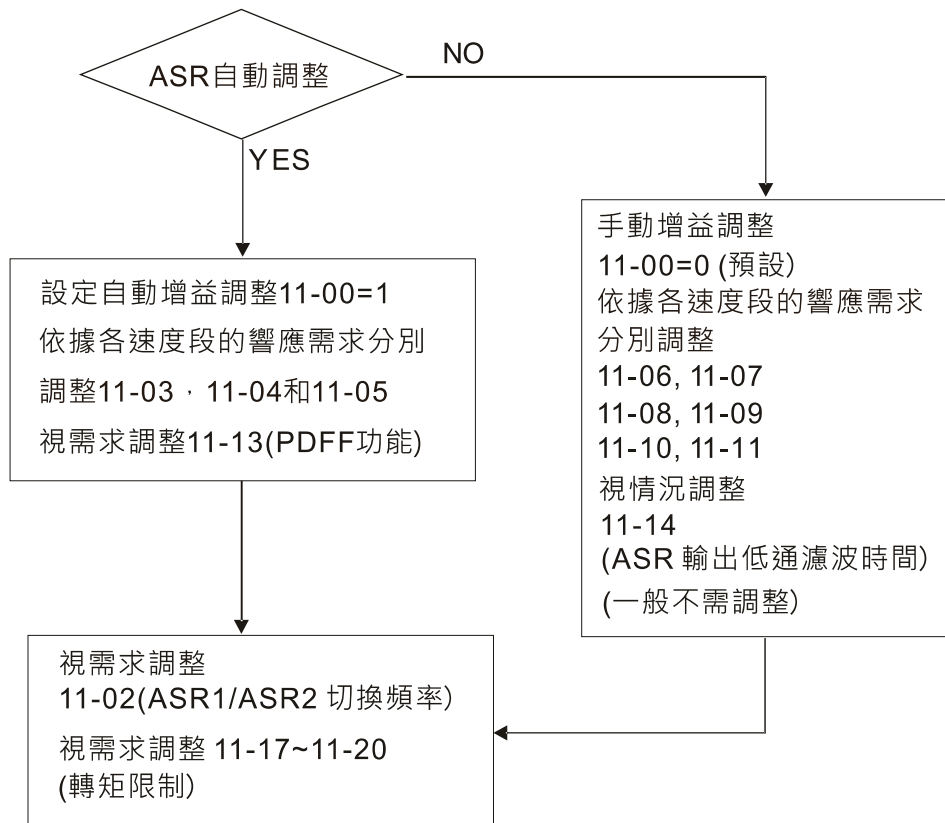 ASR自動調整
NO
YES
設定自動增益調整11-00=1
依據各速度段的響應需求分別
調整11-03，11-04和11-05
視需求調整11-13(PDFF功能)
手動增益調整
11-00=0 (預設)
依據各速度段的響應需求
分別調整
11-06, 11-07
11-08, 11-09
11-10, 11-11
視情況調整
11-14
(ASR 輸出低通濾波時間)
(一般不需調整)
視需求調整
11-02(ASR1/ASR2 切換頻率)
視需求調整 11-17~11-20
(轉矩限制)